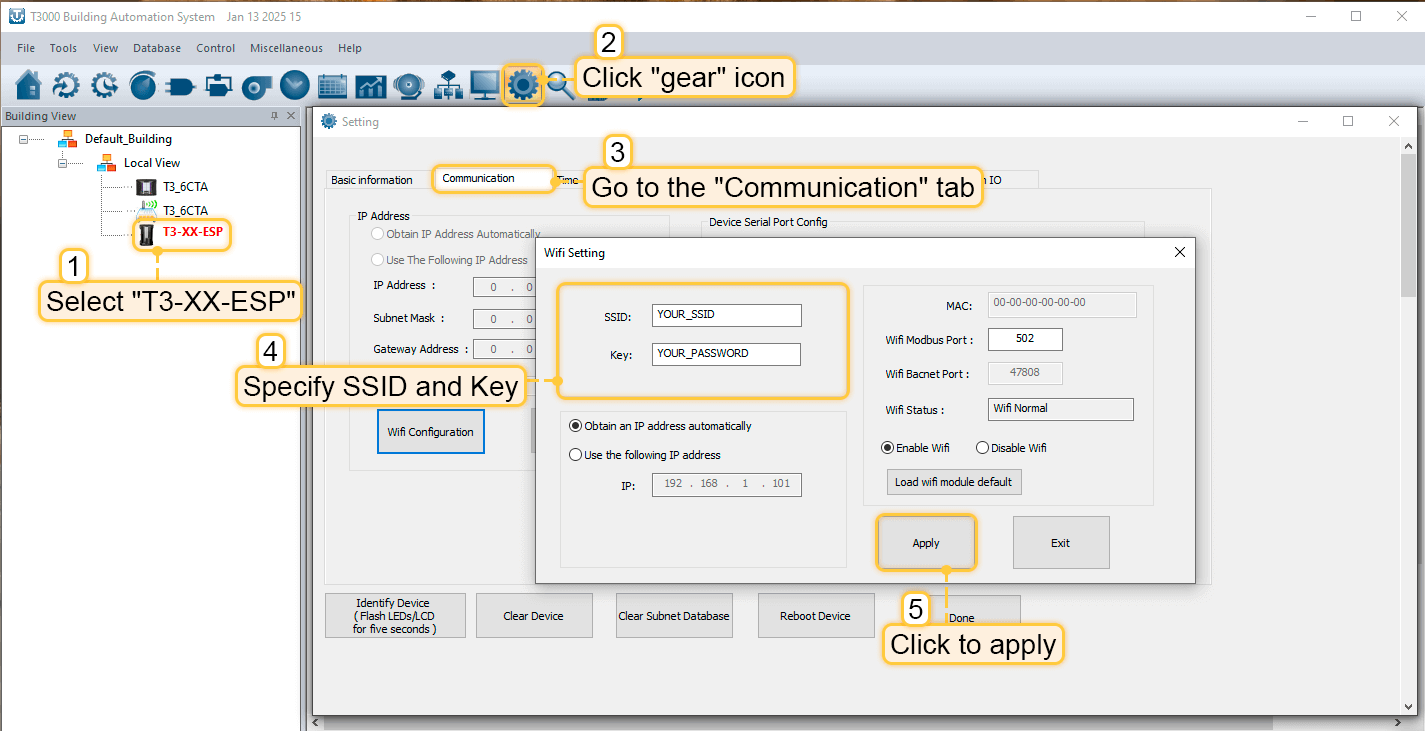 T3000 Building Automation System Jan 13 2025 15
File Tools View Database Control Miscellaneous Help
2
Click "gear" icon
Building View
Default_Building
Local View
T3_6CTA
T3_6CTA
T3-XX-ESP
1
Select "T3-XX-ESP"
Setting
3
Go to the "Communication" tab
Basic information
Communication
Time
IO
IP Address
Obtain IP Address Automatically
Use The Following IP Address
IP Address : 0 . 0
Subnet Mask : 0 . 0
Gateway Address : 0 . 0
Device Serial Port Config
4
Specify SSID and Key
Wifi Configuration
Wifi Setting
SSID: YOUR_SSID
Key: YOUR_PASSWORD
Obtain an IP address automatically
Use the following IP address
IP: 192 . 168 . 1 . 101
MAC: 00-00-00-00-00-00
Wifi Modbus Port : 502
Wifi Bacnet Port : 47808
Wifi Status : Wifi Normal
Enable Wifi Disable Wifi
Load wifi module default
Apply
Exit
Identify Device
( Flash LEDs/LCD
for five seconds )
Clear Device
Clear Subnet Database
Reboot Device
Done
5
Click to apply